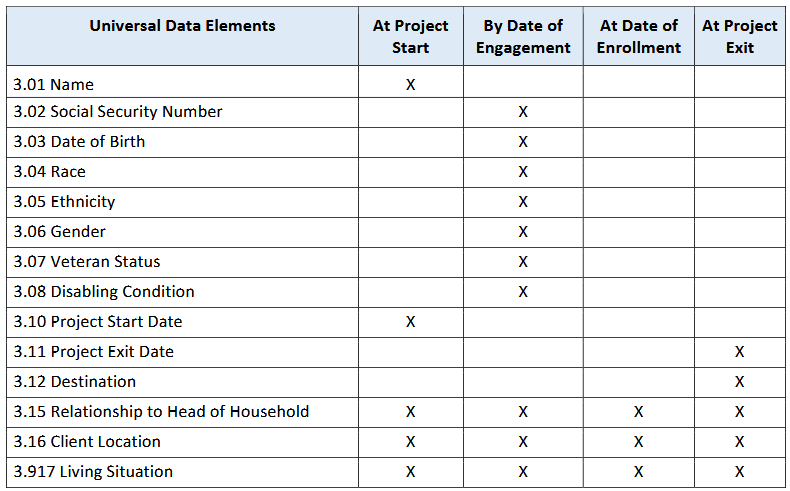 Universal Data Elements At Project Start By Date of Engagement At Date of Enrollment At Project Exit
3.01 Name X
3.02 Social Security Number X
3.03 Date of Birth X
3.04 Race X
3.05 Ethnicity X
3.06 Gender X
3.07 Veteran Status X
3.08 Disabling Condition X
3.10 Project Start Date X
3.11 Project Exit Date X
3.12 Destination X
3.15 Relationship to Head of Household X X X X
3.16 Client Location X X X X
3.917 Living Situation X X X X